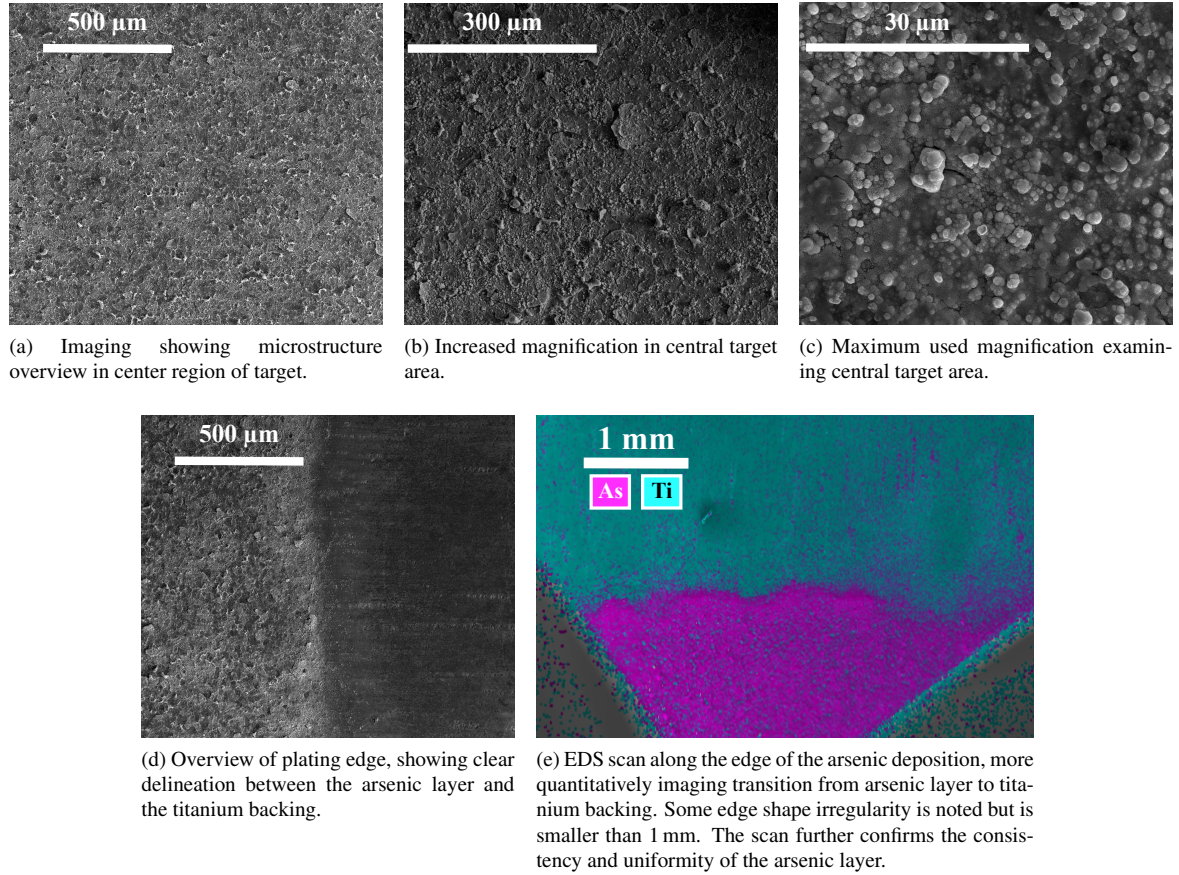 500 µm
300 µm
30 µm
(a) Imaging showing microstructure
overview in center region of target.
(b) Increased magnification in central target
area.
(c) Maximum used magnification examin-
ing central target area.
500 µm
1 mm
As Ti
(d) Overview of plating edge, showing clear
delineation between the arsenic layer and
the titanium backing.
(e) EDS scan along the edge of the arsenic deposition, more
quantitatively imaging transition from arsenic layer to tita-
nium backing. Some edge shape irregularity is noted but is
smaller than 1 mm. The scan further confirms the consis-
tency and uniformity of the arsenic layer.